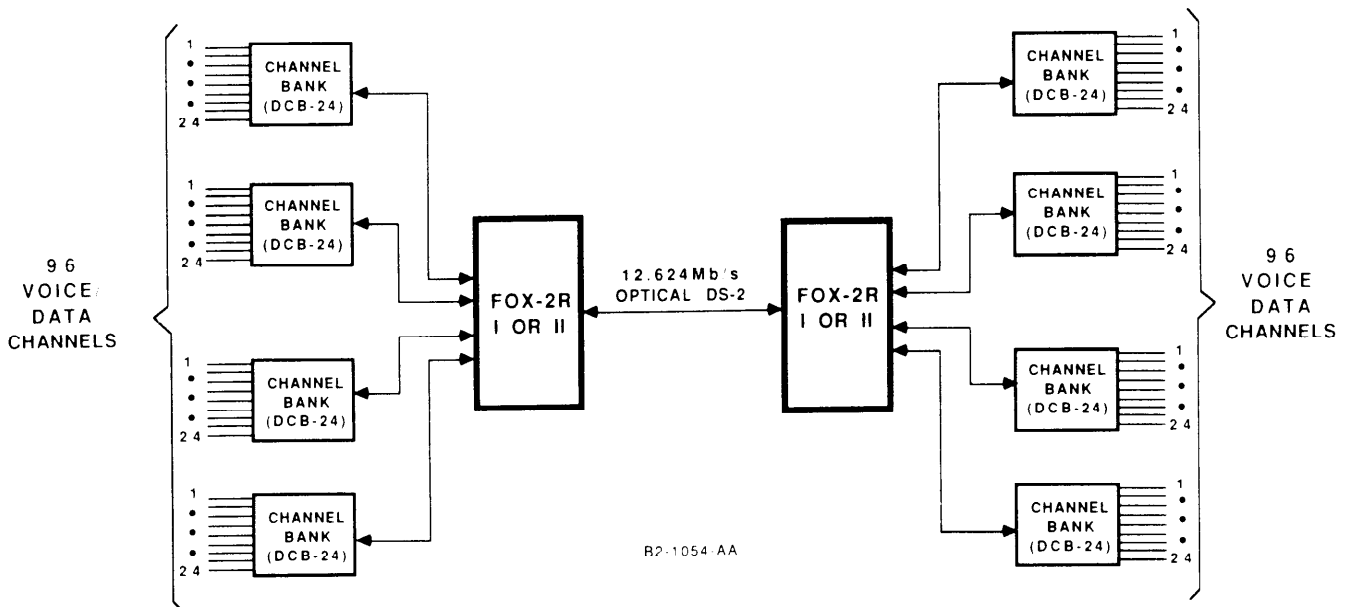 96
VOICE/
DATA
CHANNELS
1
24
CHANNEL
BANK
(DCB-24)
1
24
CHANNEL
BANK
(DCB-24)
1
24
CHANNEL
BANK
(DCB-24)
1
24
CHANNEL
BANK
(DCB-24)
FOX-2R
I OR II
12.624Mb/s
OPTICAL DS-2
FOX-2R
I OR II
CHANNEL
BANK
(DCB-24)
1
24
CHANNEL
BANK
(DCB-24)
1
24
CHANNEL
BANK
(DCB-24)
1
24
CHANNEL
BANK
(DCB-24)
1
24
96
VOICE
DATA
CHANNELS
B2-1054-AA